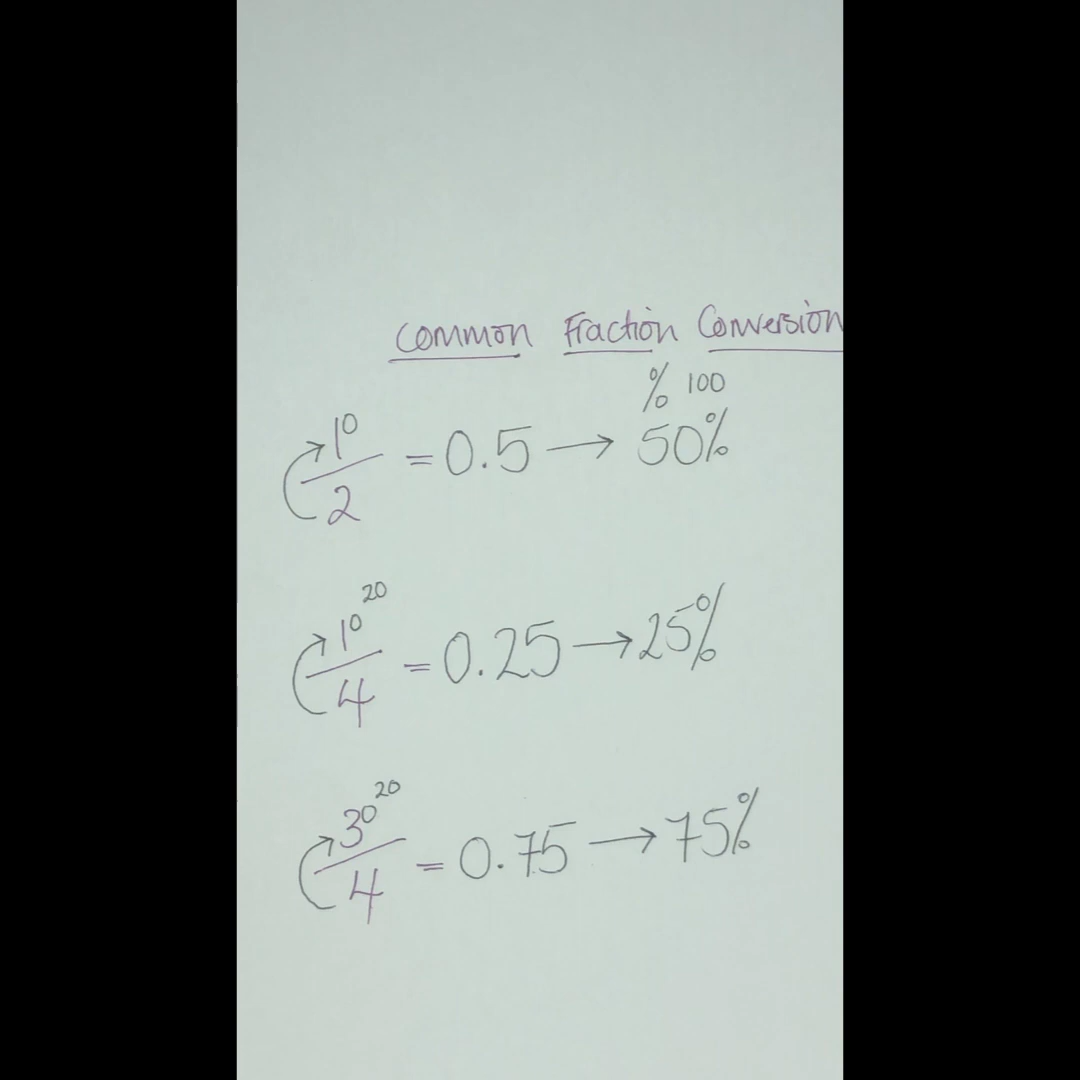 Common Fraction Conversion
% 100
1⁰/2 = 0.5 → 50%
1⁰ ²⁰/4 = 0.25 → 25%
3⁰ ²⁰/4 = 0.75 → 75%